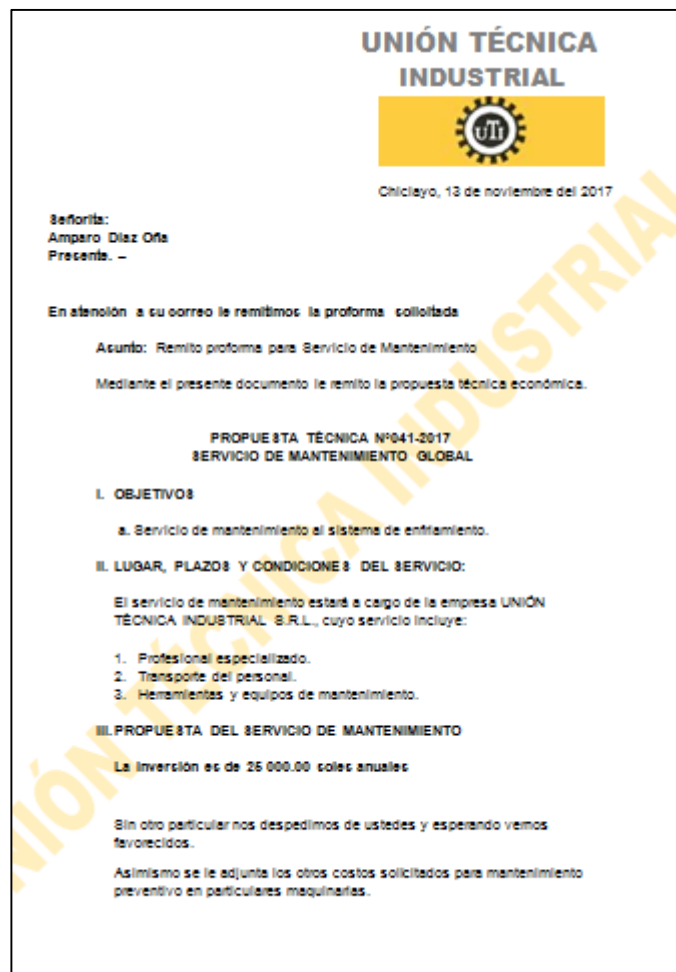 UNIÓN TÉCNICA
INDUSTRIAL
UTI
Chiclayo, 13 de noviembre del 2017
Señorita:
Amparo Diaz Oña
Presente. –
En atención a su correo le remitimos la proforma solicitada
Asunto: Remito proforma para Servicio de Mantenimiento
Mediante el presente documento le remito la propuesta técnica económica.
PROPUESTA TÉCNICA Nº041-2017
SERVICIO DE MANTENIMIENTO GLOBAL
I. OBJETIVOS
a. Servicio de mantenimiento al sistema de enfriamiento.
II. LUGAR, PLAZOS Y CONDICIONES DEL SERVICIO:
El servicio de mantenimiento estará a cargo de la empresa UNIÓN
TÉCNICA INDUSTRIAL S.R.L., cuyo servicio incluye:
1. Profesional especializado.
2. Transporte del personal.
3. Herramientas y equipos de mantenimiento.
III. PROPUESTA DEL SERVICIO DE MANTENIMIENTO
La inversión es de 25 000.00 soles anuales
Sin otro particular nos despedimos de ustedes y esperando vernos
favorecidos.
Asimismo se le adjunta los otros costos solicitados para mantenimiento
preventivo en particulares maquinarias.
UNIÓN TÉCNICA INDUSTRIAL